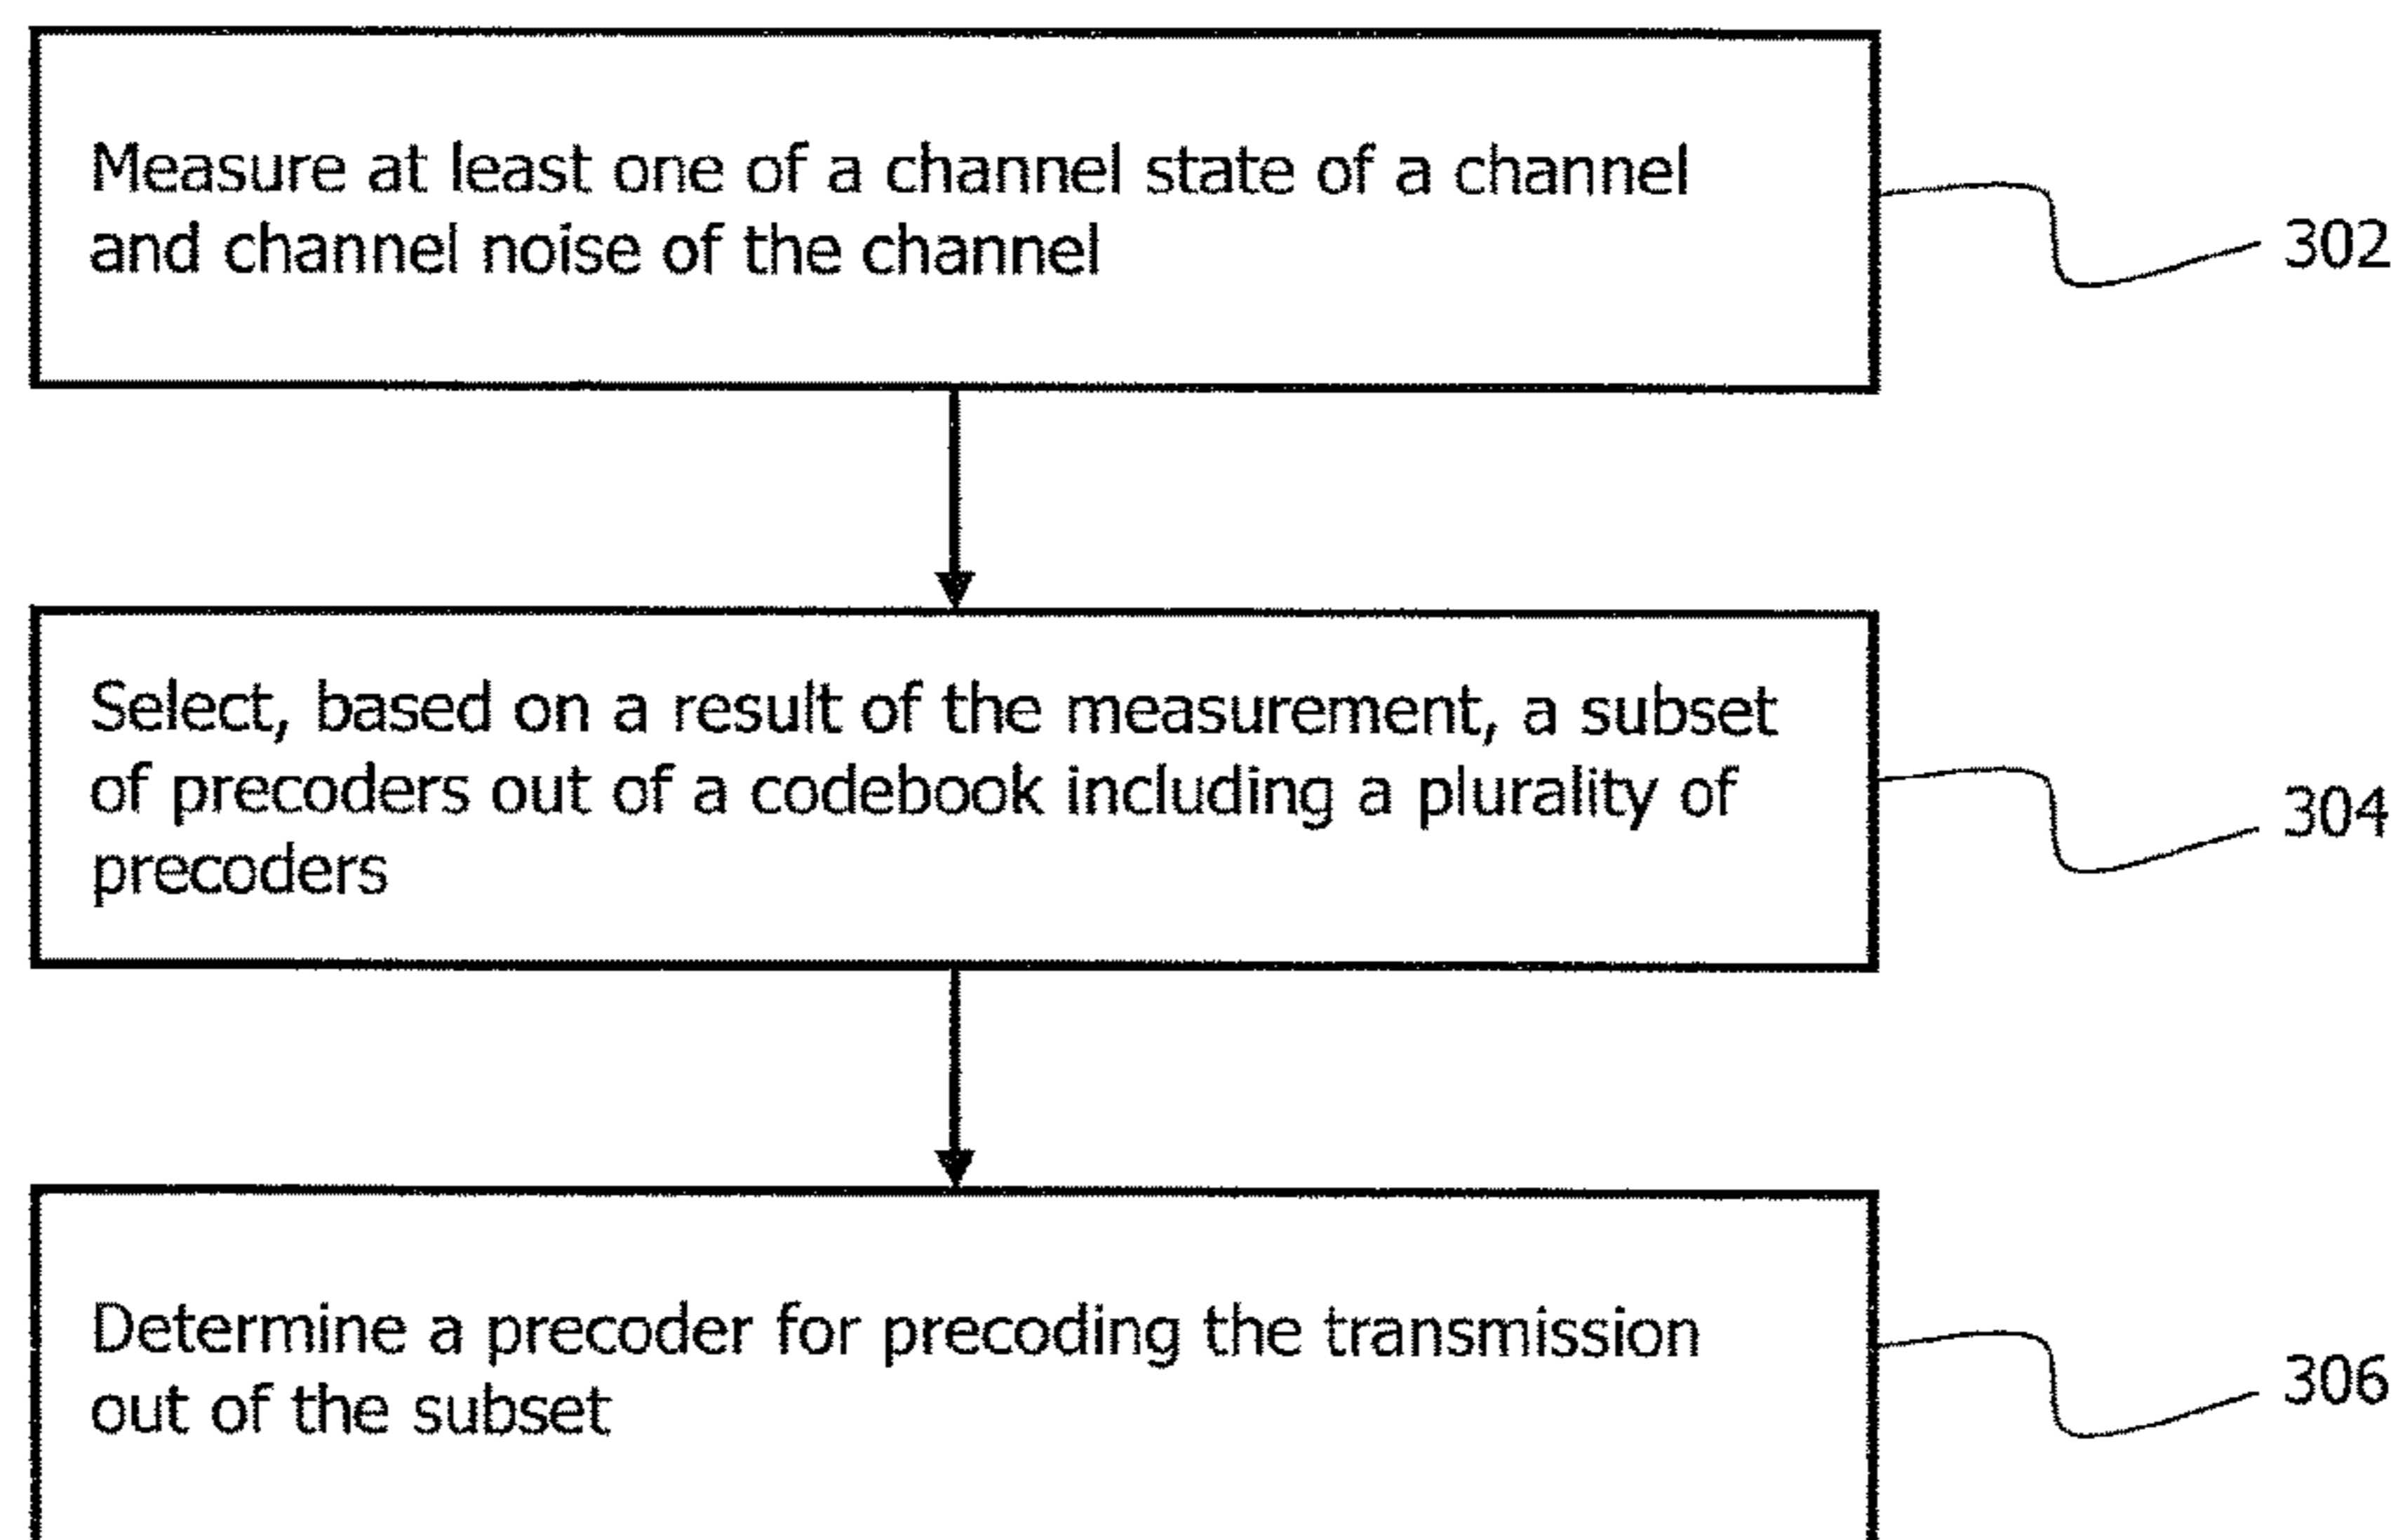 Measure at least one of a channel state of a channel
and channel noise of the channel
302
Select, based on a result of the measurement, a subset
of precoders out of a codebook including a plurality of
precoders
304
Determine a precoder for precoding the transmission
out of the subset
306